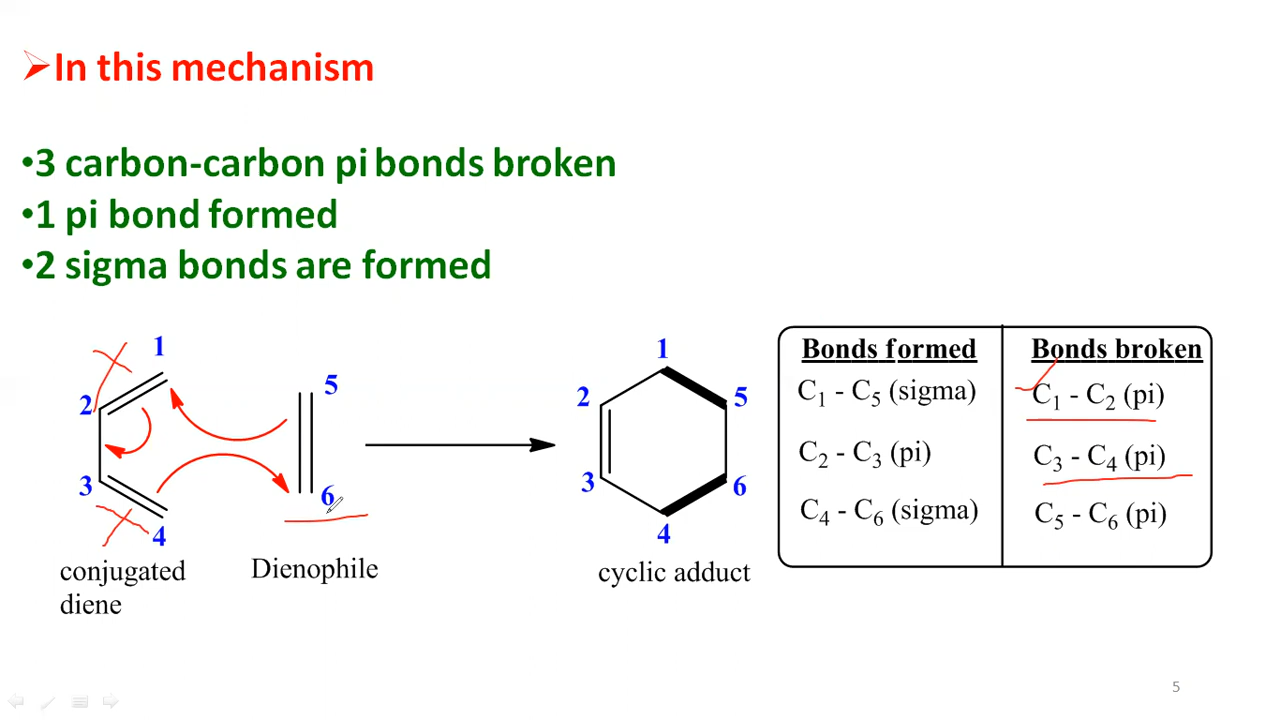 ➢In this mechanism
•3 carbon-carbon pi bonds broken
•1 pi bond formed
•2 sigma bonds are formed
1
2
3
4
conjugated
diene
5
6
Dienophile
1
2
5
3
6
4
cyclic adduct
Bonds formed Bonds broken
C₁ - C₅ (sigma) C₁ - C₂ (pi)
C₂ - C₃ (pi) C₃ - C₄ (pi)
C₄ - C₆ (sigma) C₅ - C₆ (pi)
5